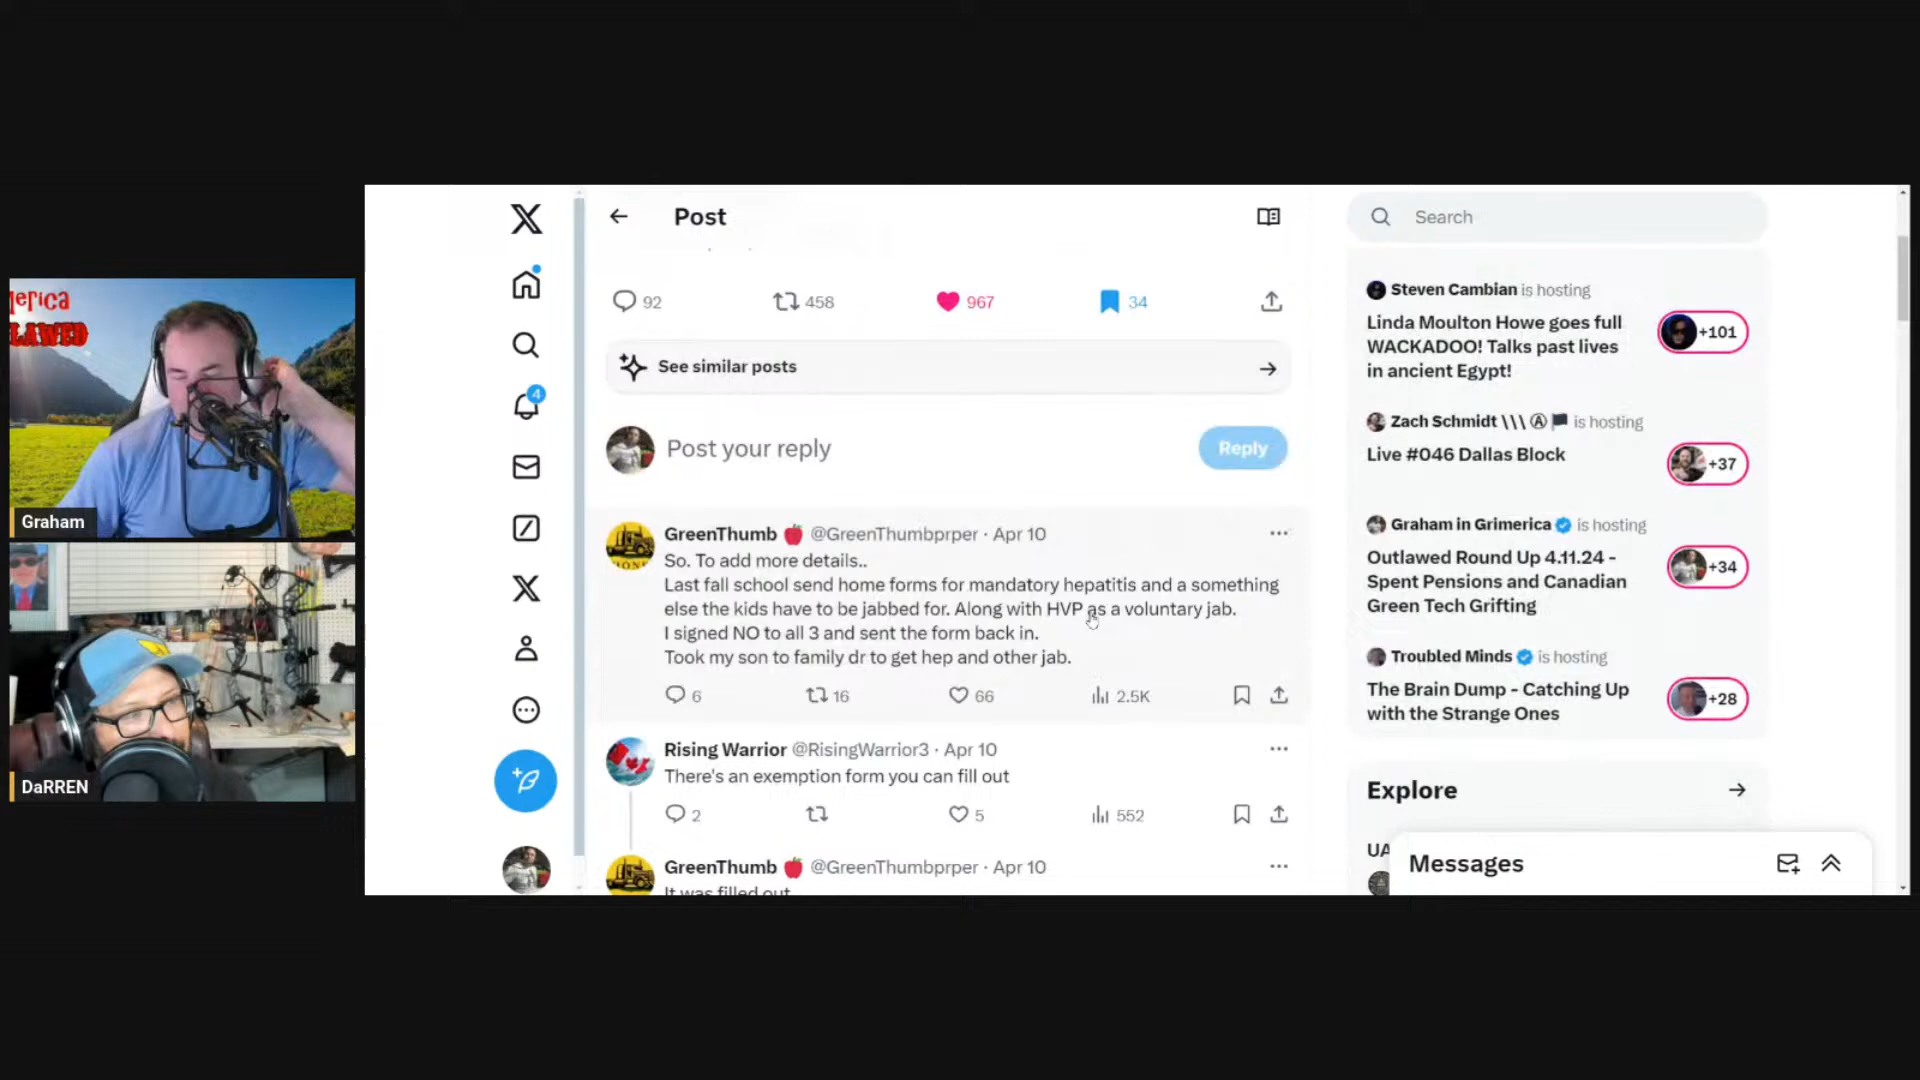 merica
LAWED
Graham
DaRREN
Post
92
458
967
34
See similar posts
Post your reply
Reply
GreenThumb 🍎 @GreenThumbprper · Apr 10
So. To add more details..
Last fall school send home forms for mandatory hepatitis and a something
else the kids have to be jabbed for. Along with HVP as a voluntary jab.
I signed NO to all 3 and sent the form back in.
Took my son to family dr to get hep and other jab.
6
16
66
2.5K
Rising Warrior @RisingWarrior3 · Apr 10
There's an exemption form you can fill out
2
5
552
GreenThumb 🍎 @GreenThumbprper · Apr 10
It was filled out
4
Search
Steven Cambian is hosting
Linda Moulton Howe goes full
WACKADOO! Talks past lives
in ancient Egypt!
+101
Zach Schmidt \\\ Ⓐ🏴 is hosting
Live #046 Dallas Block
+37
Graham in Grimerica is hosting
Outlawed Round Up 4.11.24 -
Spent Pensions and Canadian
Green Tech Grifting
+34
Troubled Minds is hosting
The Brain Dump - Catching Up
with the Strange Ones
+28
Explore
UA
Messages